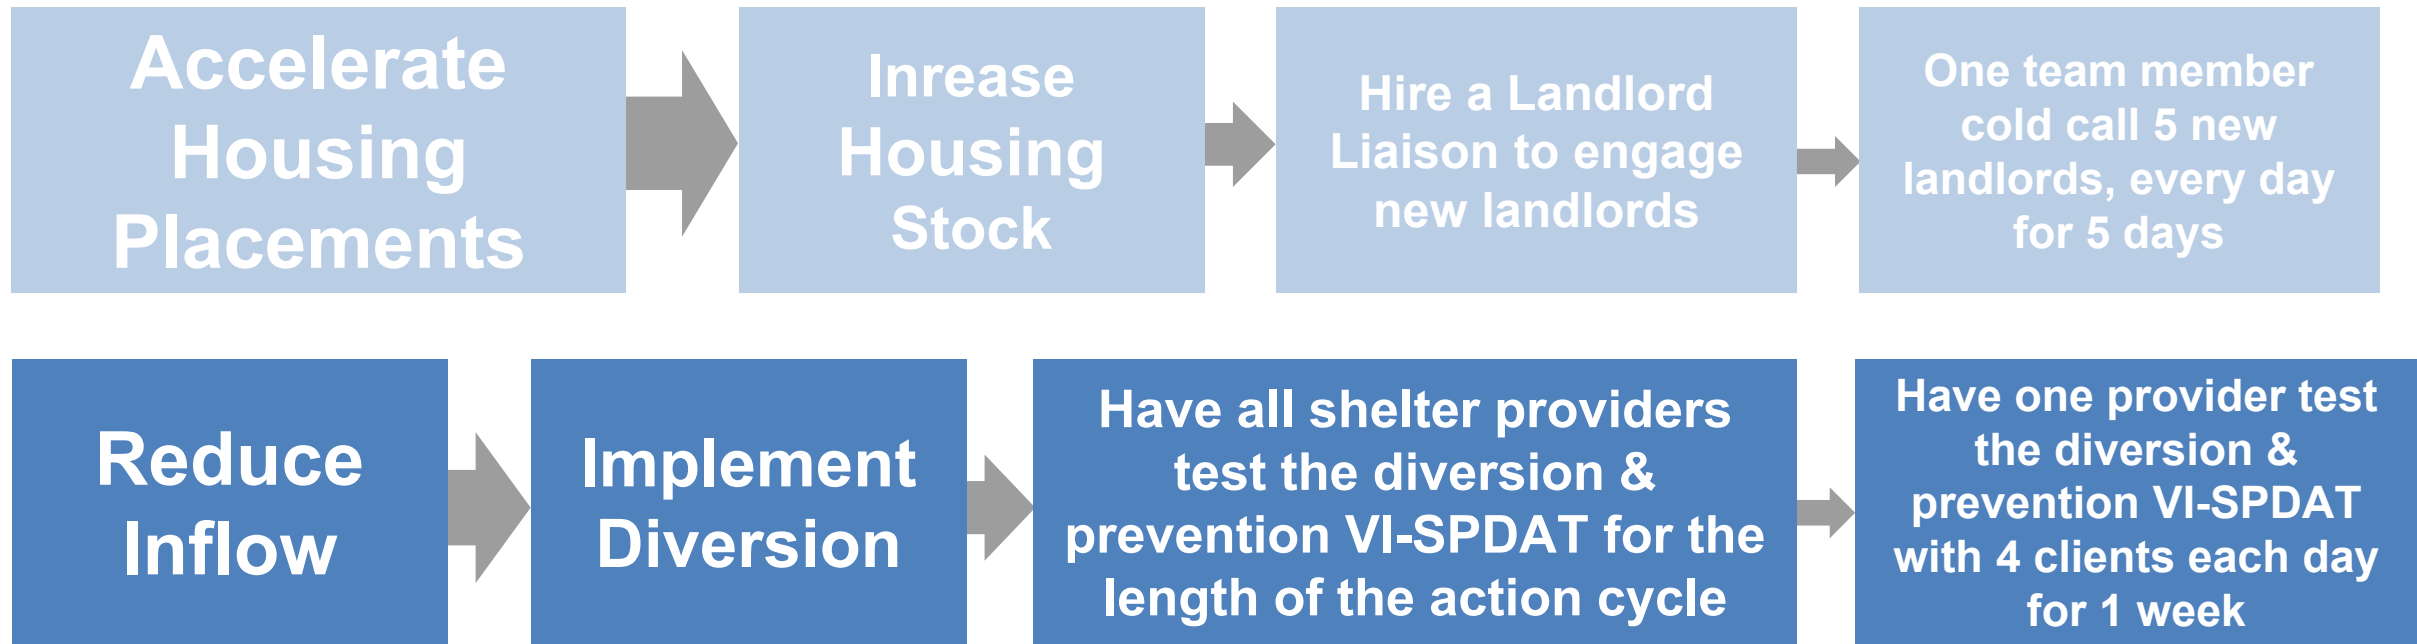 Accelerate
Housing
Placements
Inrease
Housing
Stock
Hire a Landlord
Liaison to engage
new landlords
One team member
cold call 5 new
landlords, every day
for 5 days
Reduce
Inflow
Implement
Diversion
Have all shelter providers
test the diversion &
prevention VI-SPDAT for the
length of the action cycle
Have one provider test
the diversion &
prevention VI-SPDAT
with 4 clients each day
for 1 week